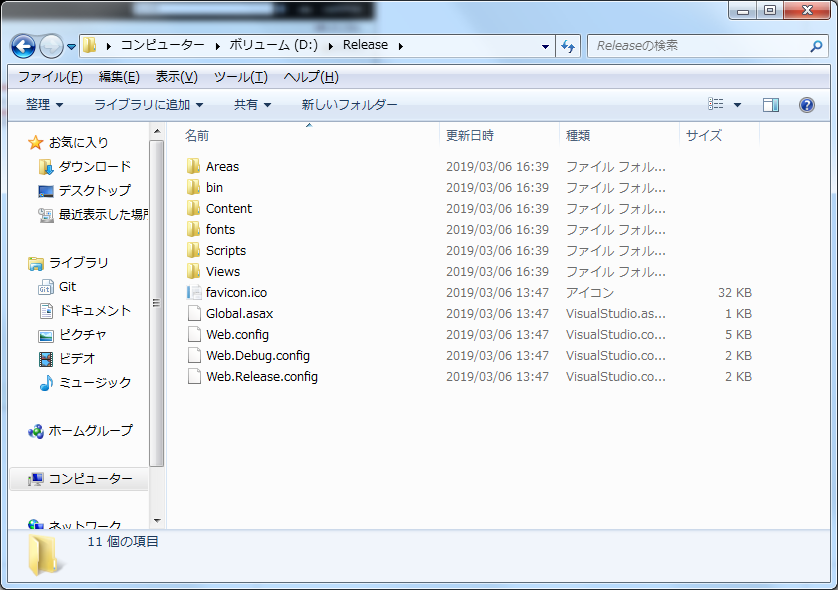 コンピューター ▸ ボリューム (D:) ▸ Release ▸
Releaseの検索
ファイル(F) 編集(E) 表示(V) ツール(T) ヘルプ(H)
整理 ライブラリに追加 共有 新しいフォルダー
お気に入り
ダウンロード
デスクトップ
最近表示した場所
ライブラリ
Git
ドキュメント
ピクチャ
ビデオ
ミュージック
ホームグループ
コンピューター
ネットワーク
名前 更新日時 種類 サイズ
Areas 2019/03/06 16:39 ファイル フォル...
bin 2019/03/06 16:39 ファイル フォル...
Content 2019/03/06 16:39 ファイル フォル...
fonts 2019/03/06 16:39 ファイル フォル...
Scripts 2019/03/06 16:39 ファイル フォル...
Views 2019/03/06 16:39 ファイル フォル...
favicon.ico 2019/03/06 13:47 アイコン 32 KB
Global.asax 2019/03/06 13:47 VisualStudio.as... 1 KB
Web.config 2019/03/06 13:47 VisualStudio.co... 5 KB
Web.Debug.config 2019/03/06 13:47 VisualStudio.co... 2 KB
Web.Release.config 2019/03/06 13:47 VisualStudio.co... 2 KB
11 個の項目